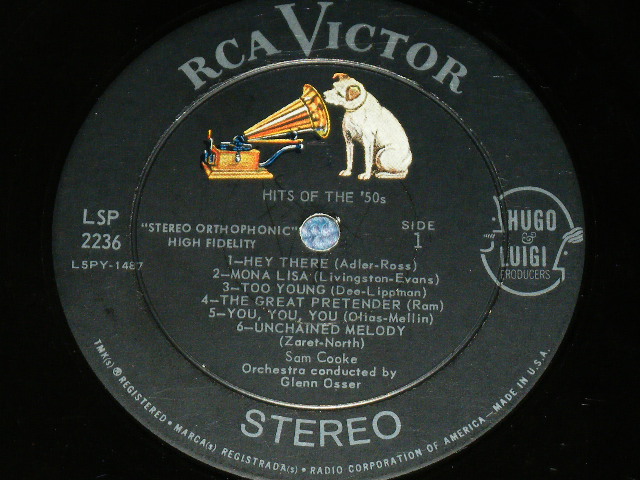 RCA VICTOR
HITS OF THE '50s
LSP
2236
L5PY-1487
"STEREO ORTHOPHONIC"
HIGH FIDELITY
SIDE
1
HUGO
&
LUIGI
PRODUCERS
1—HEY THERE (Adler-Ross)
2—MONA LISA (Livingston-Evans)
3—TOO YOUNG (Dee-Lippman)
4—THE GREAT PRETENDER (Ram)
5—YOU, YOU, YOU (Olias-Mellin)
6—UNCHAINED MELODY
(Zaret-North)
Sam Cooke
Orchestra conducted by
Glenn Osser
STEREO
TMK(s) ® REGISTERED • MARCA(s) REGISTRADA(s) • RADIO CORPORATION OF AMERICA—MADE IN U.S.A.